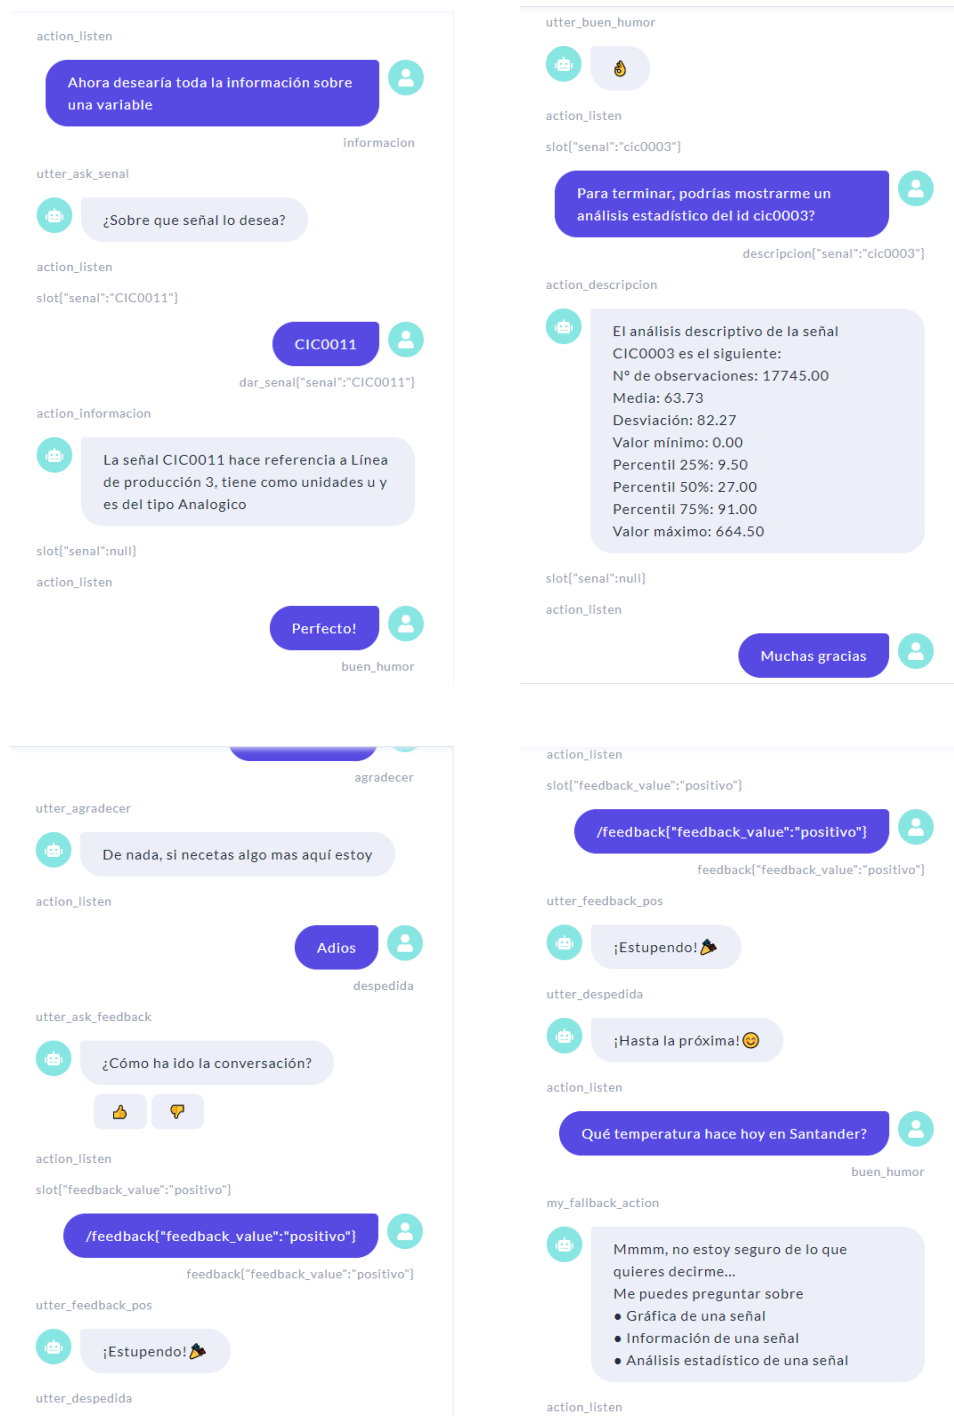 action_listen
Ahora desearía toda la información sobre
una variable
informacion
utter_ask_senal
¿Sobre que señal lo desea?
action_listen
slot{"senal":"CIC0011"}
CIC0011
dar_senal{"senal":"CIC0011"}
action_informacion
La señal CIC0011 hace referencia a Línea
de producción 3, tiene como unidades u y
es del tipo Analogico
slot{"senal":null}
action_listen
Perfecto!
buen_humor
utter_buen_humor
👌
action_listen
slot{"senal":"cic0003"}
Para terminar, podrías mostrarme un
análisis estadístico del id cic0003?
descripcion{"senal":"cic0003"}
action_descripcion
El análisis descriptivo de la señal
CIC0003 es el siguiente:
Nº de observaciones: 17745.00
Media: 63.73
Desviación: 82.27
Valor mínimo: 0.00
Percentil 25%: 9.50
Percentil 50%: 27.00
Percentil 75%: 91.00
Valor máximo: 664.50
slot{"senal":null}
action_listen
Muchas gracias
agradecer
utter_agradecer
De nada, si necetas algo mas aquí estoy
action_listen
Adios
despedida
utter_ask_feedback
¿Cómo ha ido la conversación?
👍 👎
action_listen
slot{"feedback_value":"positivo"}
/feedback{"feedback_value":"positivo"}
feedback{"feedback_value":"positivo"}
utter_feedback_pos
¡Estupendo!🎉
utter_despedida
action_listen
slot{"feedback_value":"positivo"}
/feedback{"feedback_value":"positivo"}
feedback{"feedback_value":"positivo"}
utter_feedback_pos
¡Estupendo!🎉
utter_despedida
¡Hasta la próxima!😊
action_listen
Qué temperatura hace hoy en Santander?
buen_humor
my_fallback_action
Mmmm, no estoy seguro de lo que
quieres decirme...
Me puedes preguntar sobre
● Gráfica de una señal
● Información de una señal
● Análisis estadístico de una señal
action_listen